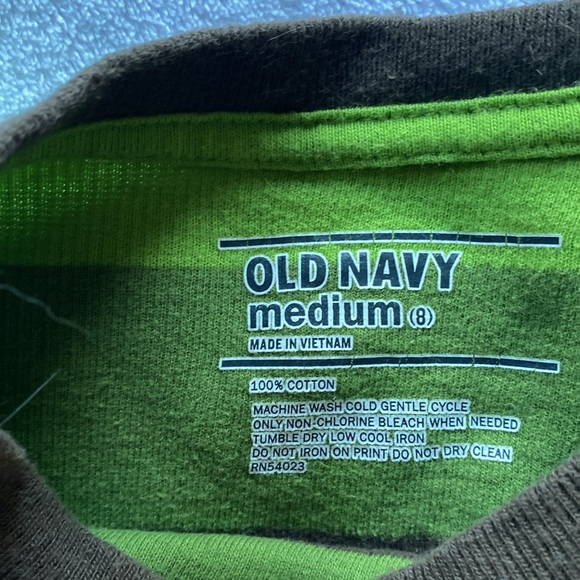 OLD NAVY
medium (8)
MADE IN VIETNAM
100% COTTON
MACHINE WASH COLD GENTLE CYCLE
ONLY NON-CHLORINE BLEACH WHEN NEEDED
TUMBLE DRY LOW COOL IRON
DO NOT IRON ON PRINT DO NOT DRY CLEAN
RN54023